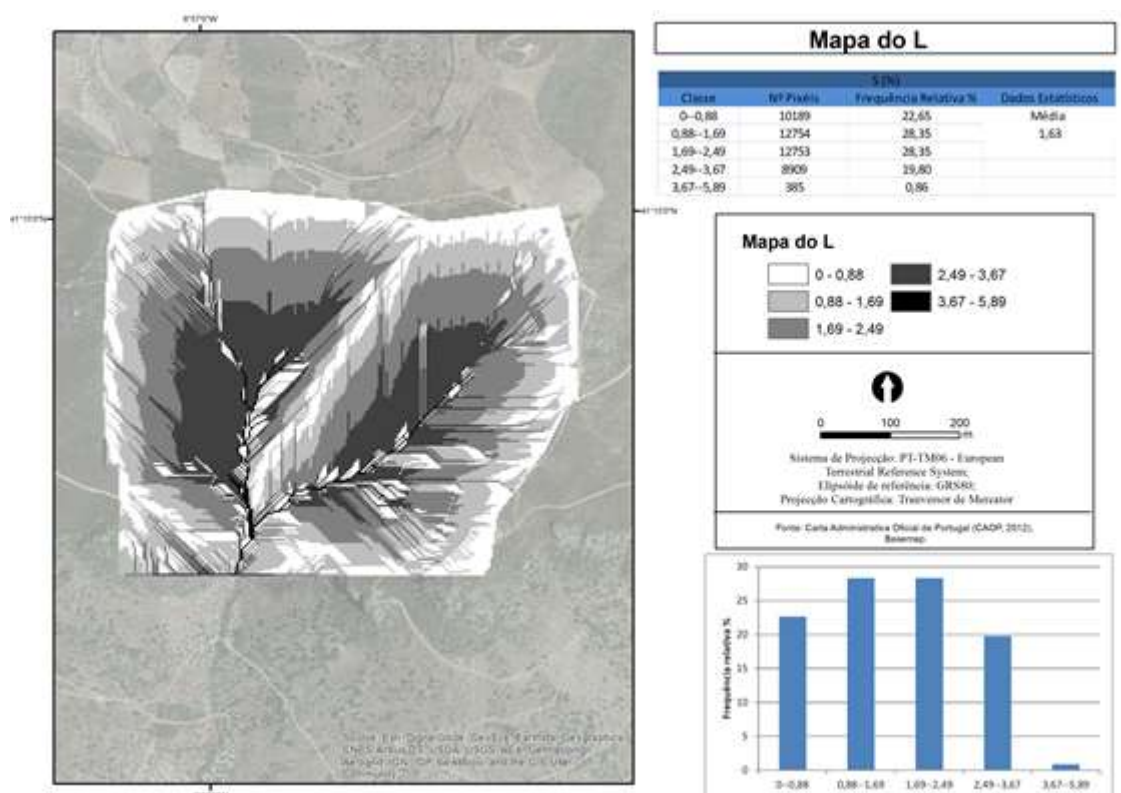 Mapa do L
S (%)
Classe Nº Pixéis Frequência Relativa % Dados Estatísticos
0--0,88 10189 22,65 Média
0,88--1,69 12754 28,35 1,63
1,69--2,49 12753 28,35
2,49--3,67 8909 19,80
3,67--5,89 385 0,86
Mapa do L
0 - 0,88 2,49 - 3,67
0,88 - 1,69 3,67 - 5,89
1,69 - 2,49
0 100 200
m
Sistema de Projecção: PT-TM06 - European
Terrestrial Reference System;
Elipsóide de referência: GRS80;
Projecção Cartográfica: Tranversor de Mercator
Fonte: Carta Administrativa Oficial de Portugal (CAOP, 2012),
Basemap.
Frequência relativa %
30
25
20
15
10
5
0
0--0,88 0,88--1,69 1,69--2,49 2,49--3,67 3,67--5,89